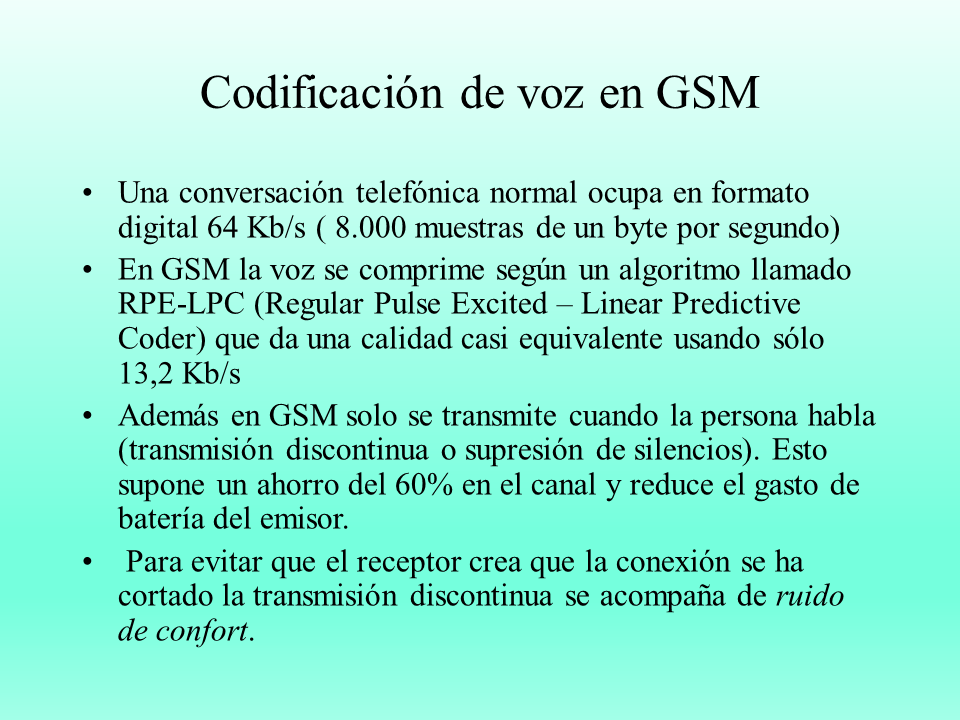 Codificación de voz en GSM
• Una conversación telefónica normal ocupa en formato
digital 64 Kb/s ( 8.000 muestras de un byte por segundo)
• En GSM la voz se comprime según un algoritmo llamado
RPE-LPC (Regular Pulse Excited – Linear Predictive
Coder) que da una calidad casi equivalente usando sólo
13,2 Kb/s
• Además en GSM solo se transmite cuando la persona habla
(transmisión discontinua o supresión de silencios). Esto
supone un ahorro del 60% en el canal y reduce el gasto de
batería del emisor.
• Para evitar que el receptor crea que la conexión se ha
cortado la transmisión discontinua se acompaña de ruido
de confort.